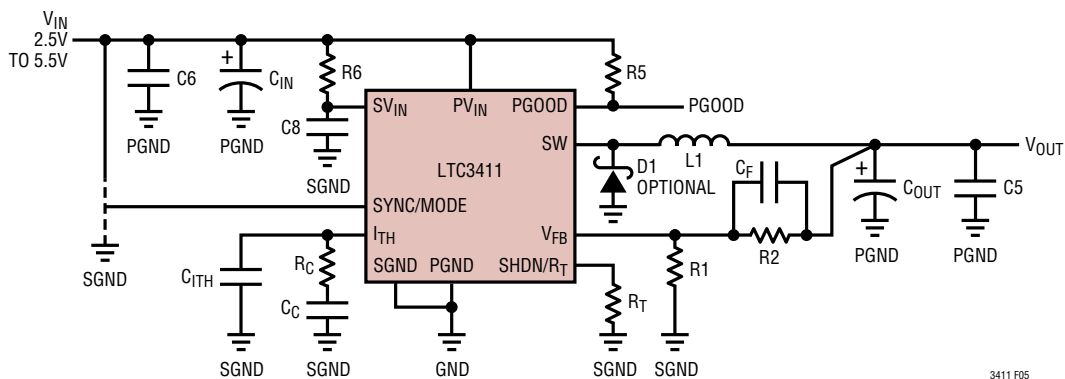 VIN
2.5V
TO 5.5V
C6
CIN
R6
R5
PGND
PGND
C8
SGND
SVIN
PVIN
PGOOD
PGOOD
SW
LTC3411
D1
OPTIONAL
L1
VOUT
CF
COUT
C5
SYNC/MODE
ITH
VFB
R2
PGND
PGND
SGND
CITH
RC
CC
SGND
PGND
SHDN/RT
RT
R1
SGND
SGND
GND
SGND
SGND
3411 F05
+
+